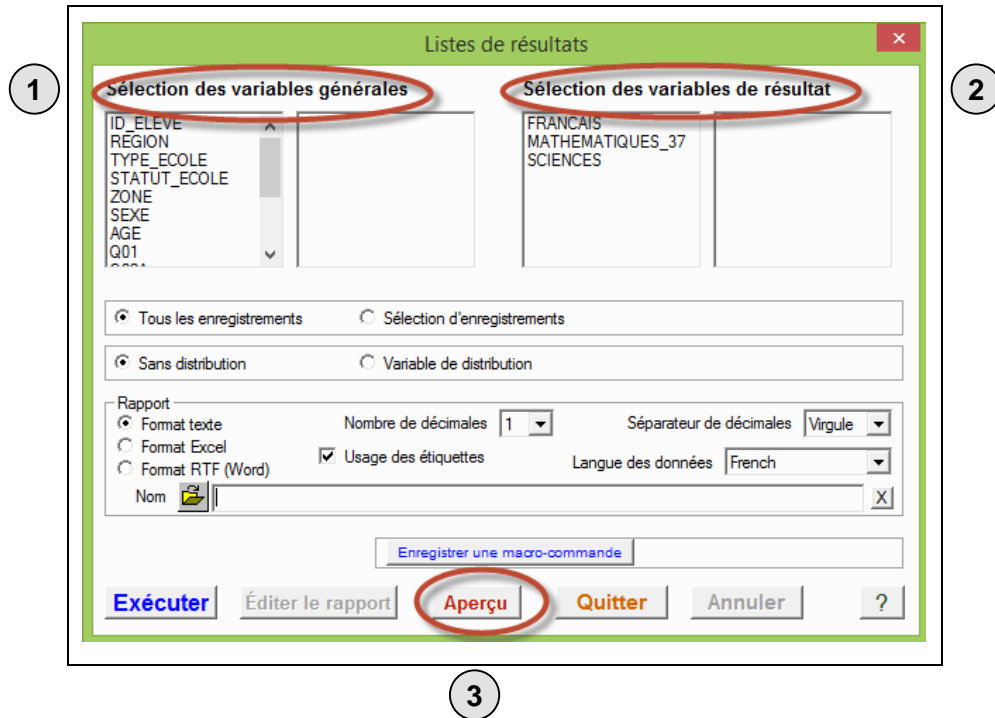 Listes de résultats
×
1
Sélection des variables générales
Sélection des variables de résultat
2
ID_ELEVE
REGION
TYPE_ECOLE
STATUT_ECOLE
ZONE
SEXE
AGE
Q01
FRANCAIS
MATHEMATIQUES_37
SCIENCES
Tous les enregistrements
Sélection d'enregistrements
Sans distribution
Variable de distribution
Rapport
Format texte
Nombre de décimales 1
Séparateur de décimales Virgule
Format Excel
Usage des étiquettes
Langue des données French
Format RTF (Word)
Nom
X
Enregistrer une macro-commande
Exécuter
Éditer le rapport
Aperçu
Quitter
Annuler
?
3